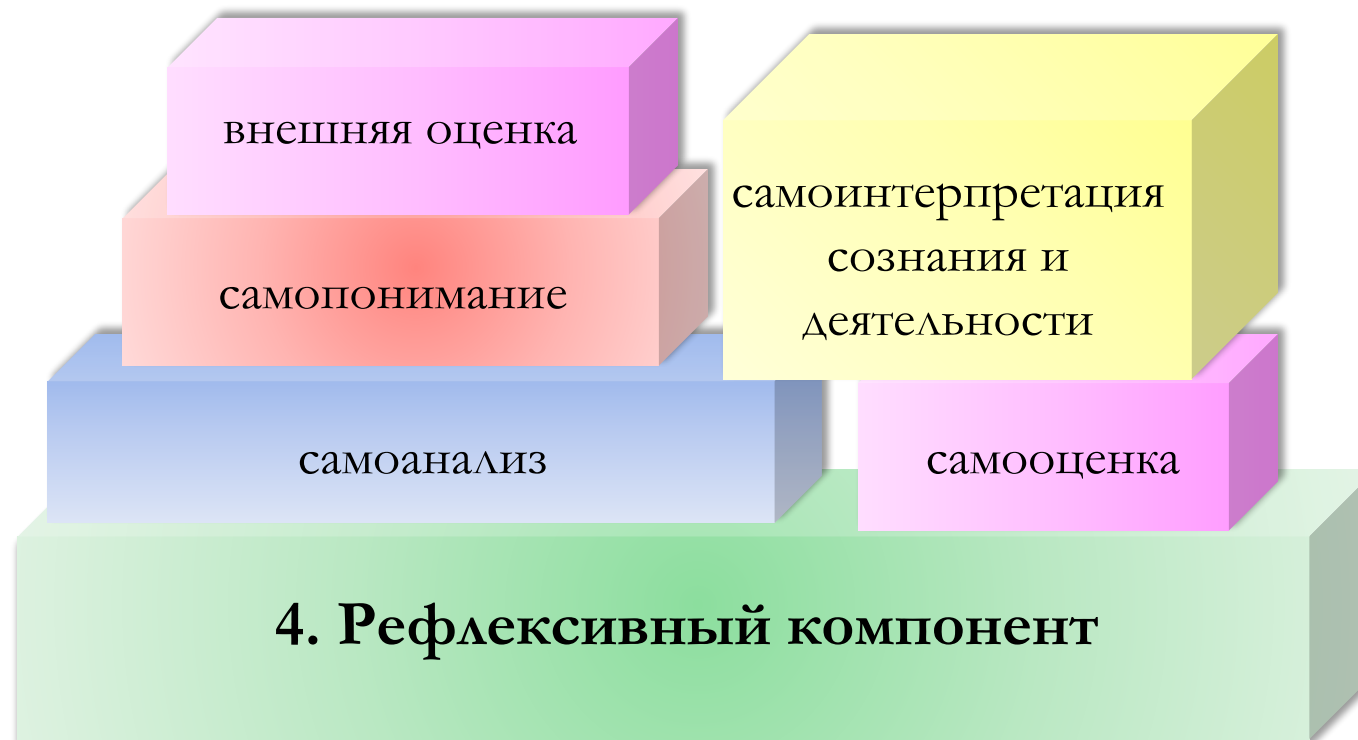 внешняя оценка
самоинтерпретация
сознания и
деятельности
самопонимание
самоанализ
самооценка
4. Рефлексивный компонент